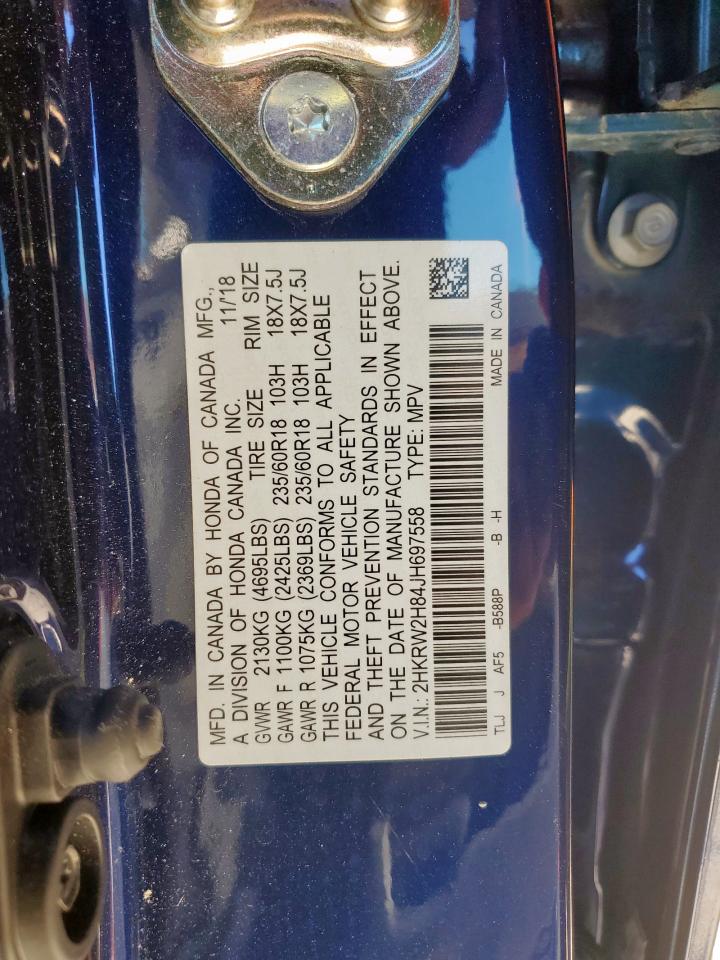 MFD. IN CANADA BY HONDA OF CANADA MFG.,
A DIVISION OF HONDA CANADA INC. 11/18
GVWR 2130KG (4695LBS) TIRE SIZE RIM SIZE
GAWR F 1100KG (2425LBS) 235/60R18 103H 18X7.5J
GAWR R 1075KG (2369LBS) 235/60R18 103H 18X7.5J
THIS VEHICLE CONFORMS TO ALL APPLICABLE
FEDERAL MOTOR VEHICLE SAFETY
AND THEFT PREVENTION STANDARDS IN EFFECT
ON THE DATE OF MANUFACTURE SHOWN ABOVE.
V.I.N.: 2HKRW2H84JH697558 TYPE: MPV
TLJ J AF5 -B588P -B -H MADE IN CANADA